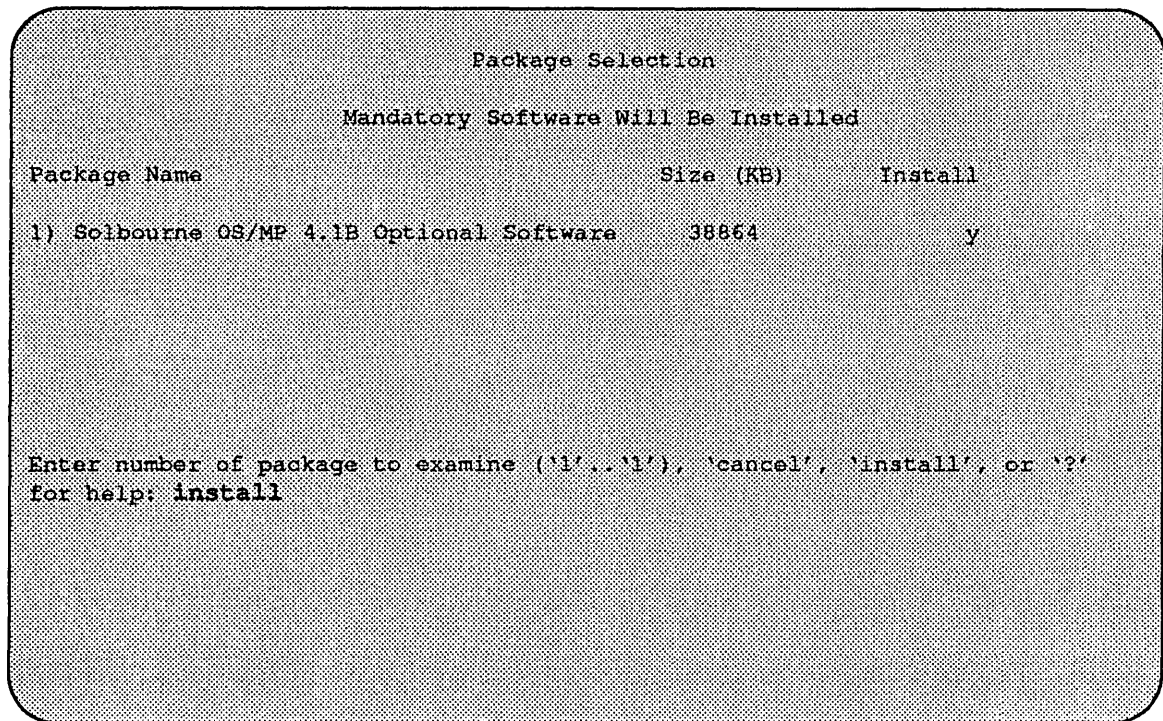 Package Selection
Mandatory Software Will Be Installed
Package Name Size (KB) Install
1) Solbourne OS/MP 4.1B Optional Software 38864 y
Enter number of package to examine (‘1’..‘1’), ‘cancel’, ‘install’, or ‘?’
for help: install